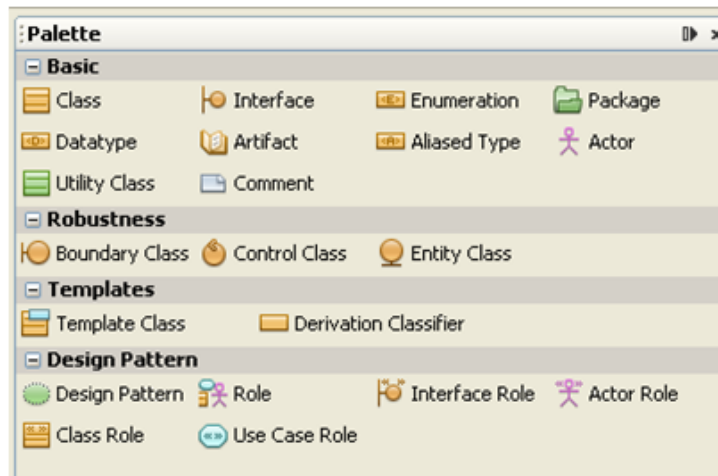 Palette
Basic
Class Interface Enumeration Package
Datatype Artifact Aliased Type Actor
Utility Class Comment
Robustness
Boundary Class Control Class Entity Class
Templates
Template Class Derivation Classifier
Design Pattern
Design Pattern Role Interface Role Actor Role
Class Role Use Case Role